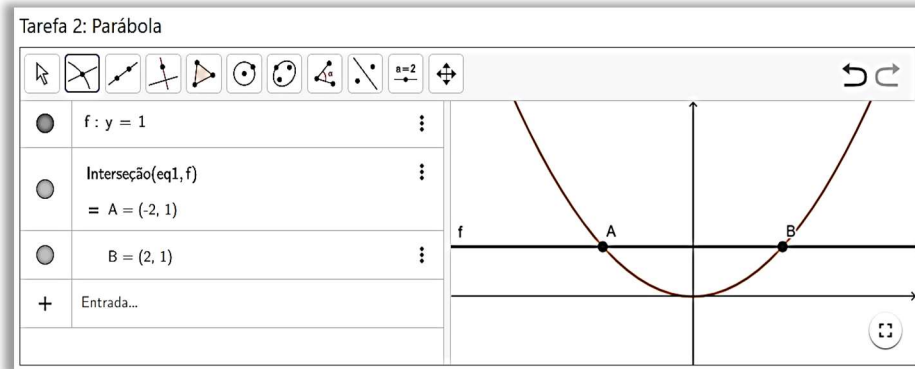 Tarefa 2: Parábola
α
a=2
f : y = 1
Interseção(eq1, f)
= A = (-2, 1)
B = (2, 1)
+ Entrada...
f
A
B